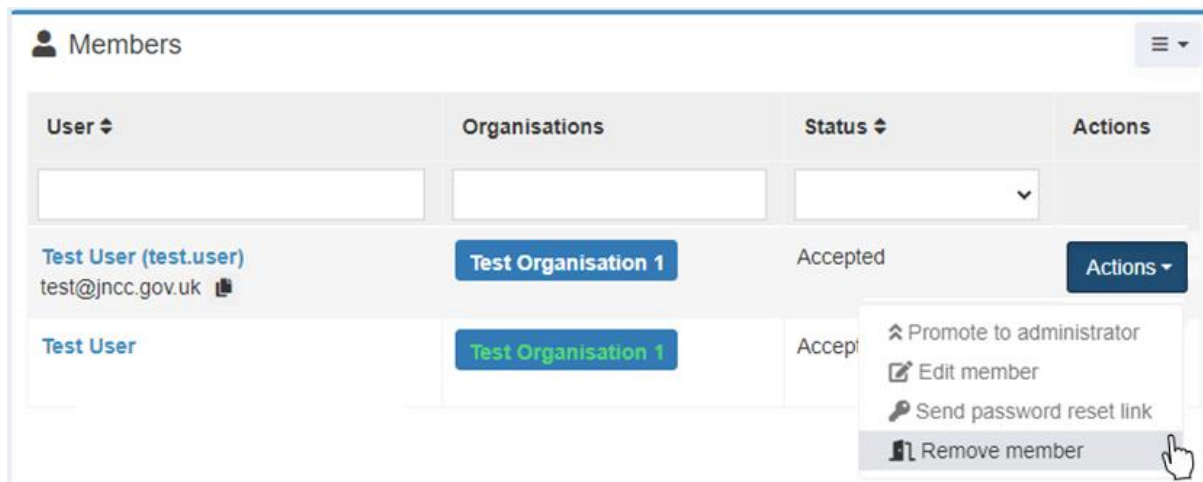 Members
User Organisations Status Actions
Test User (test.user) Test Organisation 1 Accepted Actions
test@jncc.gov.uk
Test User Test Organisation 1 Accept
Promote to administrator
Edit member
Send password reset link
Remove member